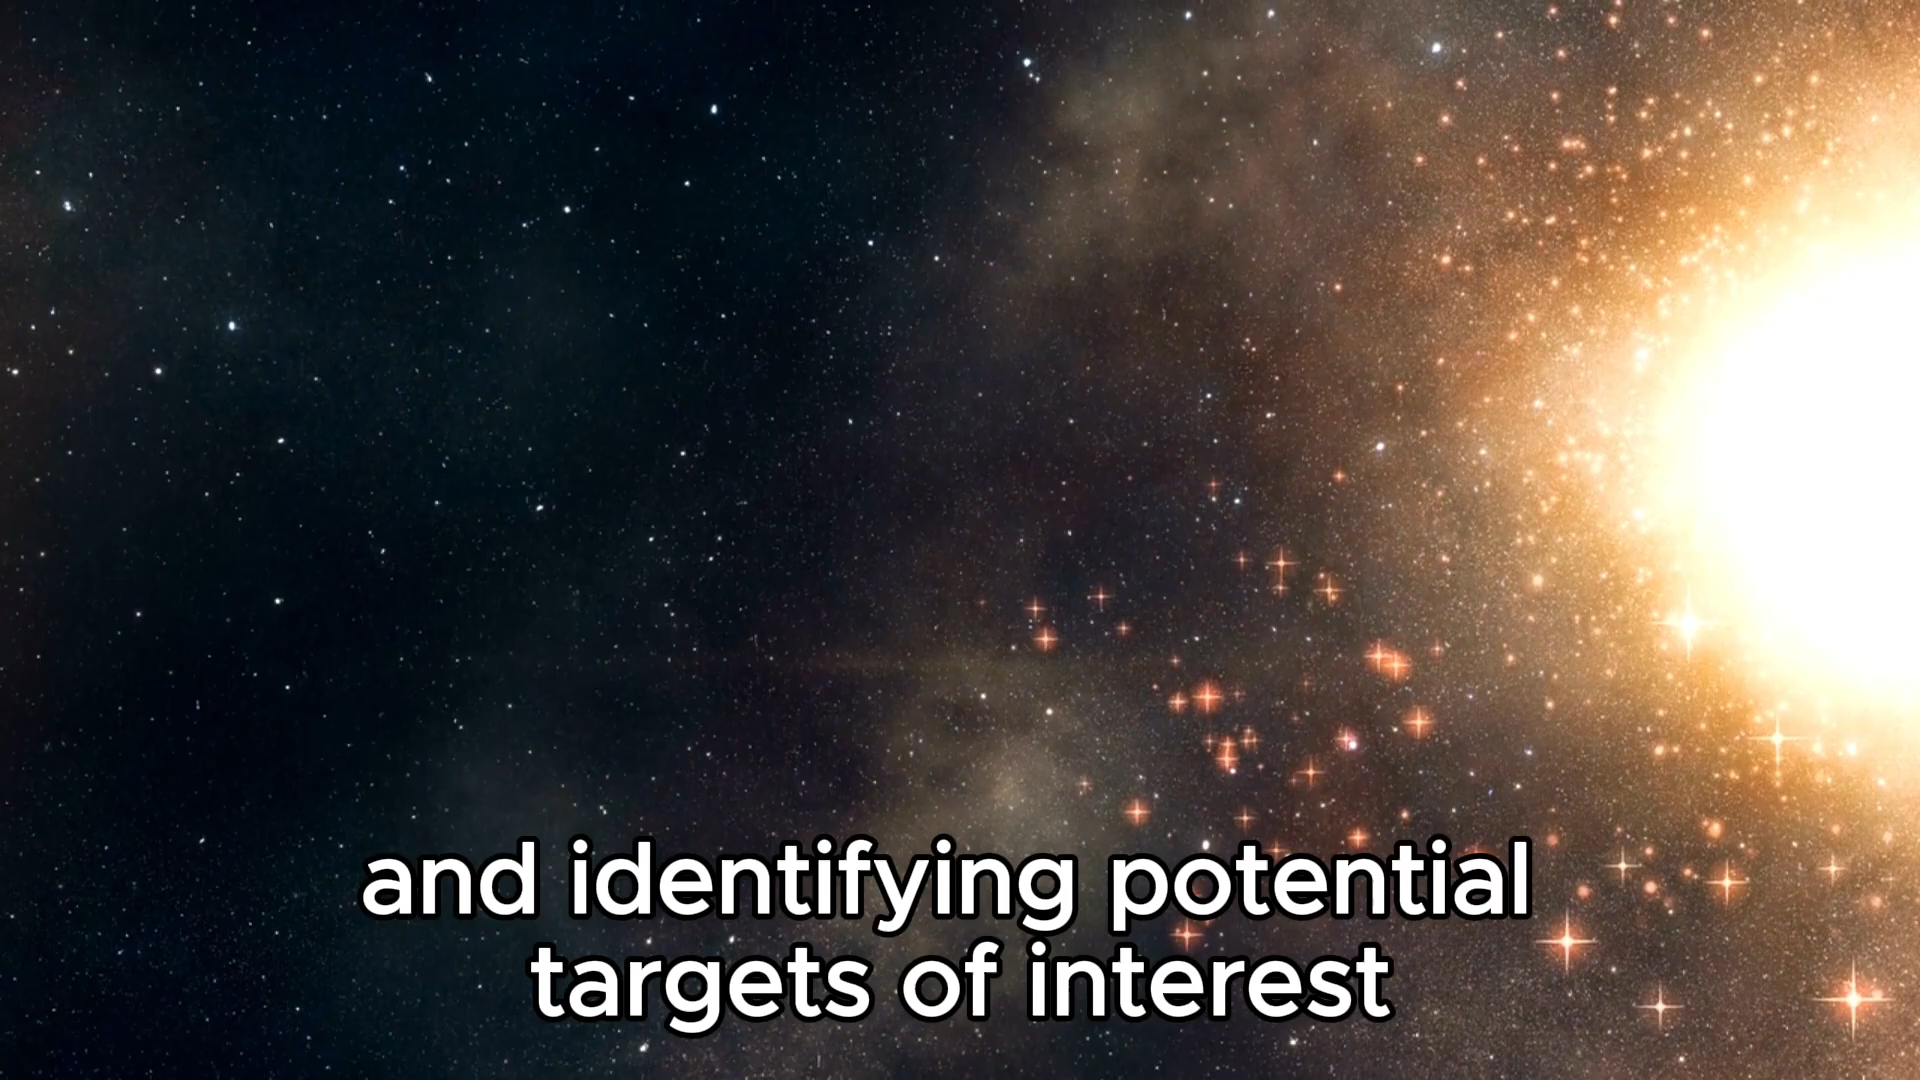 and identifying potential
targets of interest